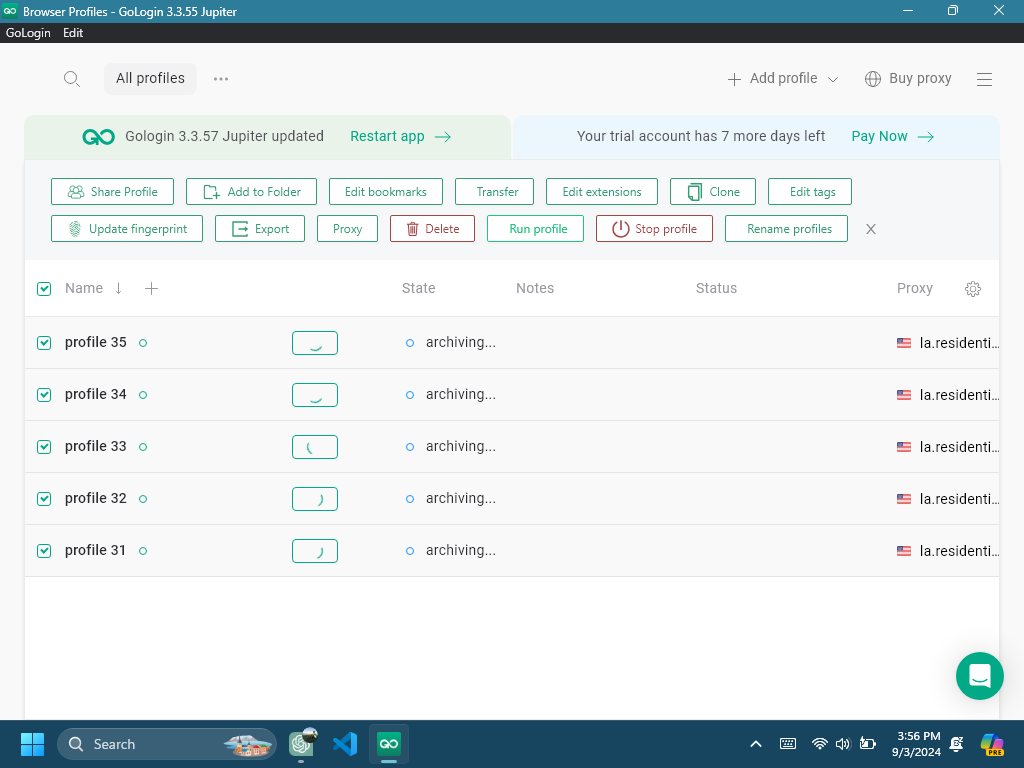 Browser Profiles - GoLogin 3.3.55 Jupiter
GoLogin Edit
All profiles ... Add profile Buy proxy
Gologin 3.3.57 Jupiter updated Restart app Your trial account has 7 more days left Pay Now
Share Profile Add to Folder Edit bookmarks Transfer Edit extensions Clone Edit tags
Update fingerprint Export Proxy Delete Run profile Stop profile Rename profiles X
Name State Notes Status Proxy
profile 35 archiving... la.residenti...
profile 34 archiving... la.residenti...
profile 33 archiving... la.residenti...
profile 32 archiving... la.residenti...
profile 31 archiving... la.residenti...
Search
3:56 PM
9/3/2024
PRE